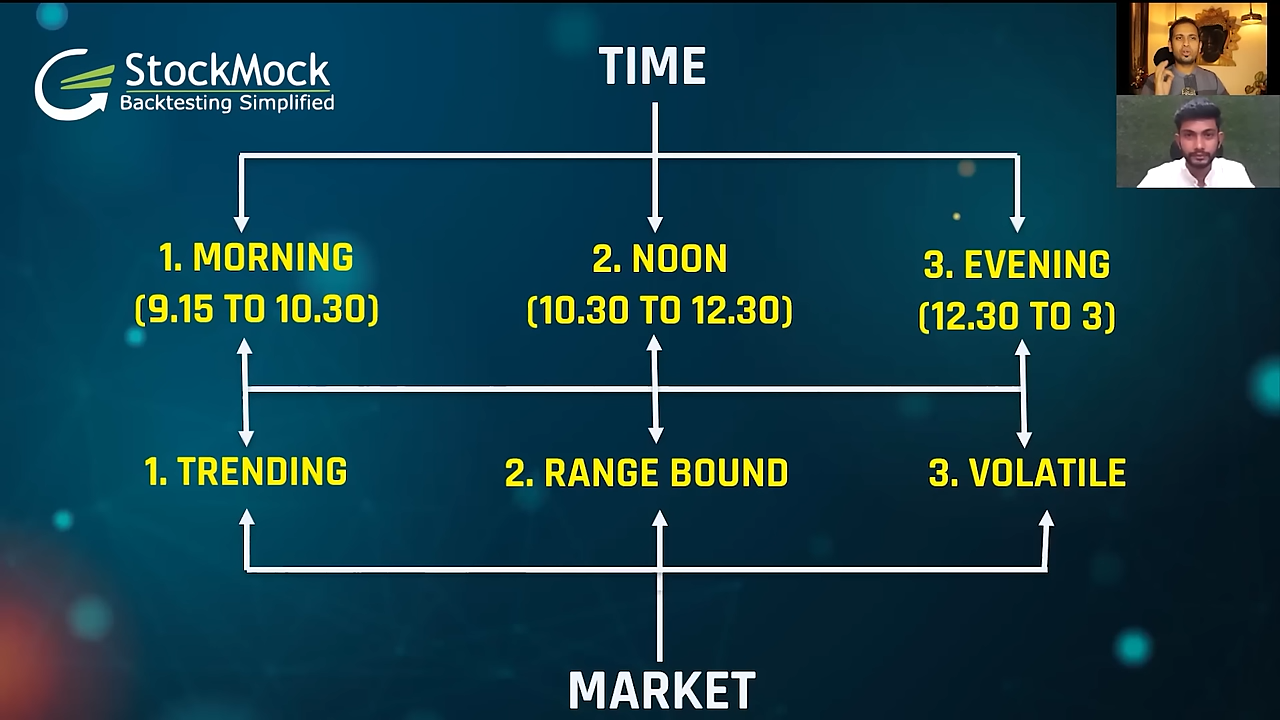 StockMock
Backtesting Simplified
TIME
1. MORNING
(9.15 TO 10.30)
2. NOON
(10.30 TO 12.30)
3. EVENING
(12.30 TO 3)
1. TRENDING
2. RANGE BOUND
3. VOLATILE
MARKET